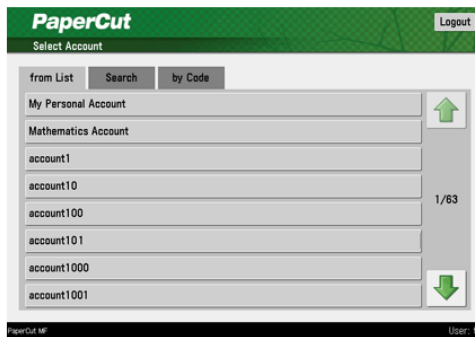 PaperCut
Logout
Select Account
from List Search by Code
My Personal Account
Mathematics Account
account1
account10
account100
account101
account1000
account1001
1/63
PaperCut MF
User: